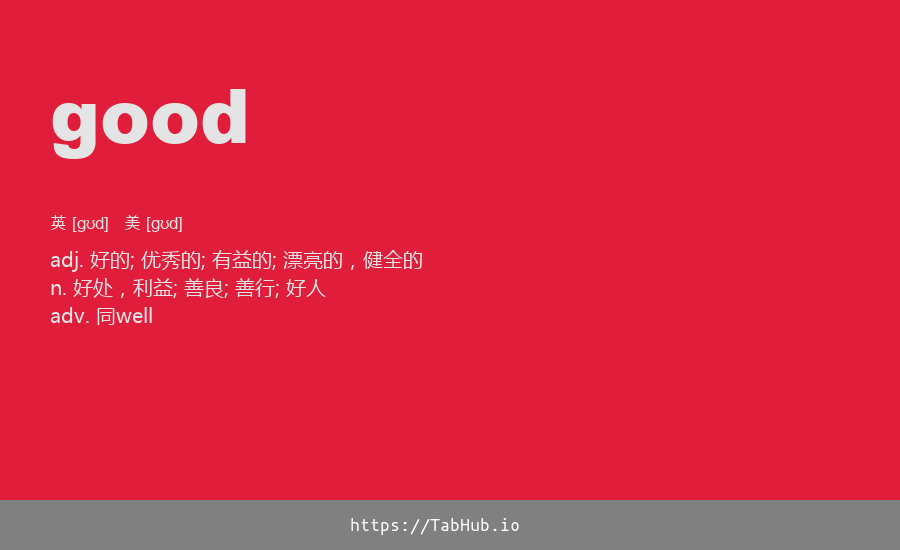 good
英 [gʊd] 美 [gʊd]
adj. 好的; 优秀的; 有益的; 漂亮的，健全的
n. 好处，利益; 善良; 善行; 好人
adv. 同well
https://TabHub.io